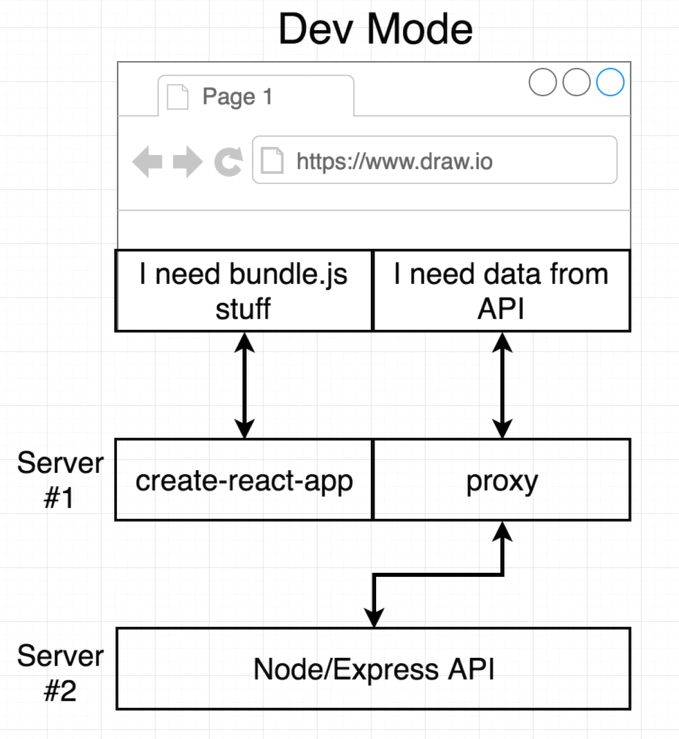 Dev Mode
Page 1
https://www.draw.io
I need bundle.js
stuff
I need data from
API
Server
#1
create-react-app
proxy
Server
#2
Node/Express API